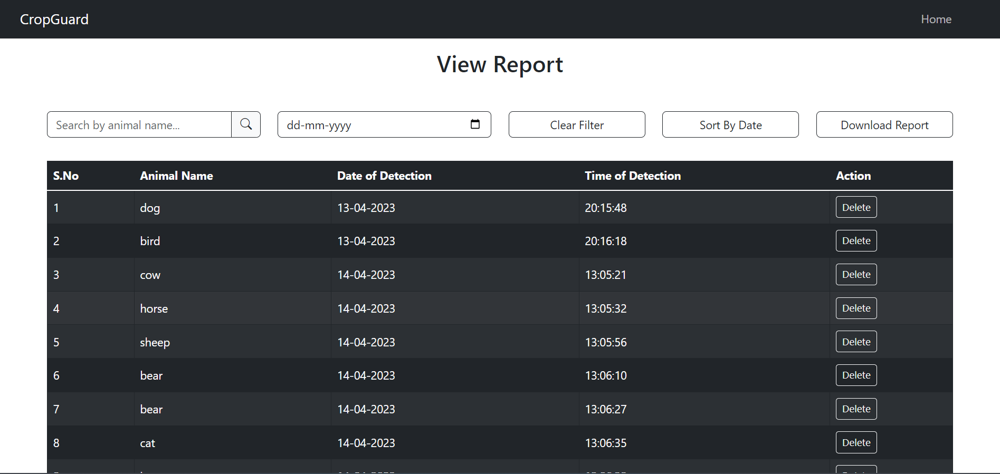 CropGuard Home
View Report
Search by animal name... dd-mm-yyyy Clear Filter Sort By Date Download Report
S.No Animal Name Date of Detection Time of Detection Action
1 dog 13-04-2023 20:15:48 Delete
2 bird 13-04-2023 20:16:18 Delete
3 cow 14-04-2023 13:05:21 Delete
4 horse 14-04-2023 13:05:32 Delete
5 sheep 14-04-2023 13:05:56 Delete
6 bear 14-04-2023 13:06:10 Delete
7 bear 14-04-2023 13:06:27 Delete
8 cat 14-04-2023 13:06:35 Delete